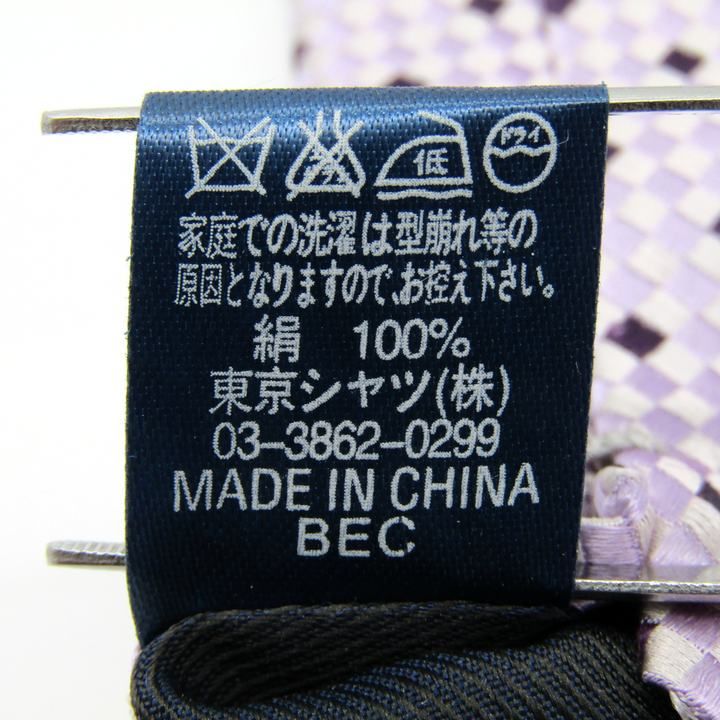 低 ドライ
家庭での洗濯は型崩れ等の
原因となりますので、お控え下さい。
絹 100%
東京シャツ(株)
03-3862-0299
MADE IN CHINA
BEC